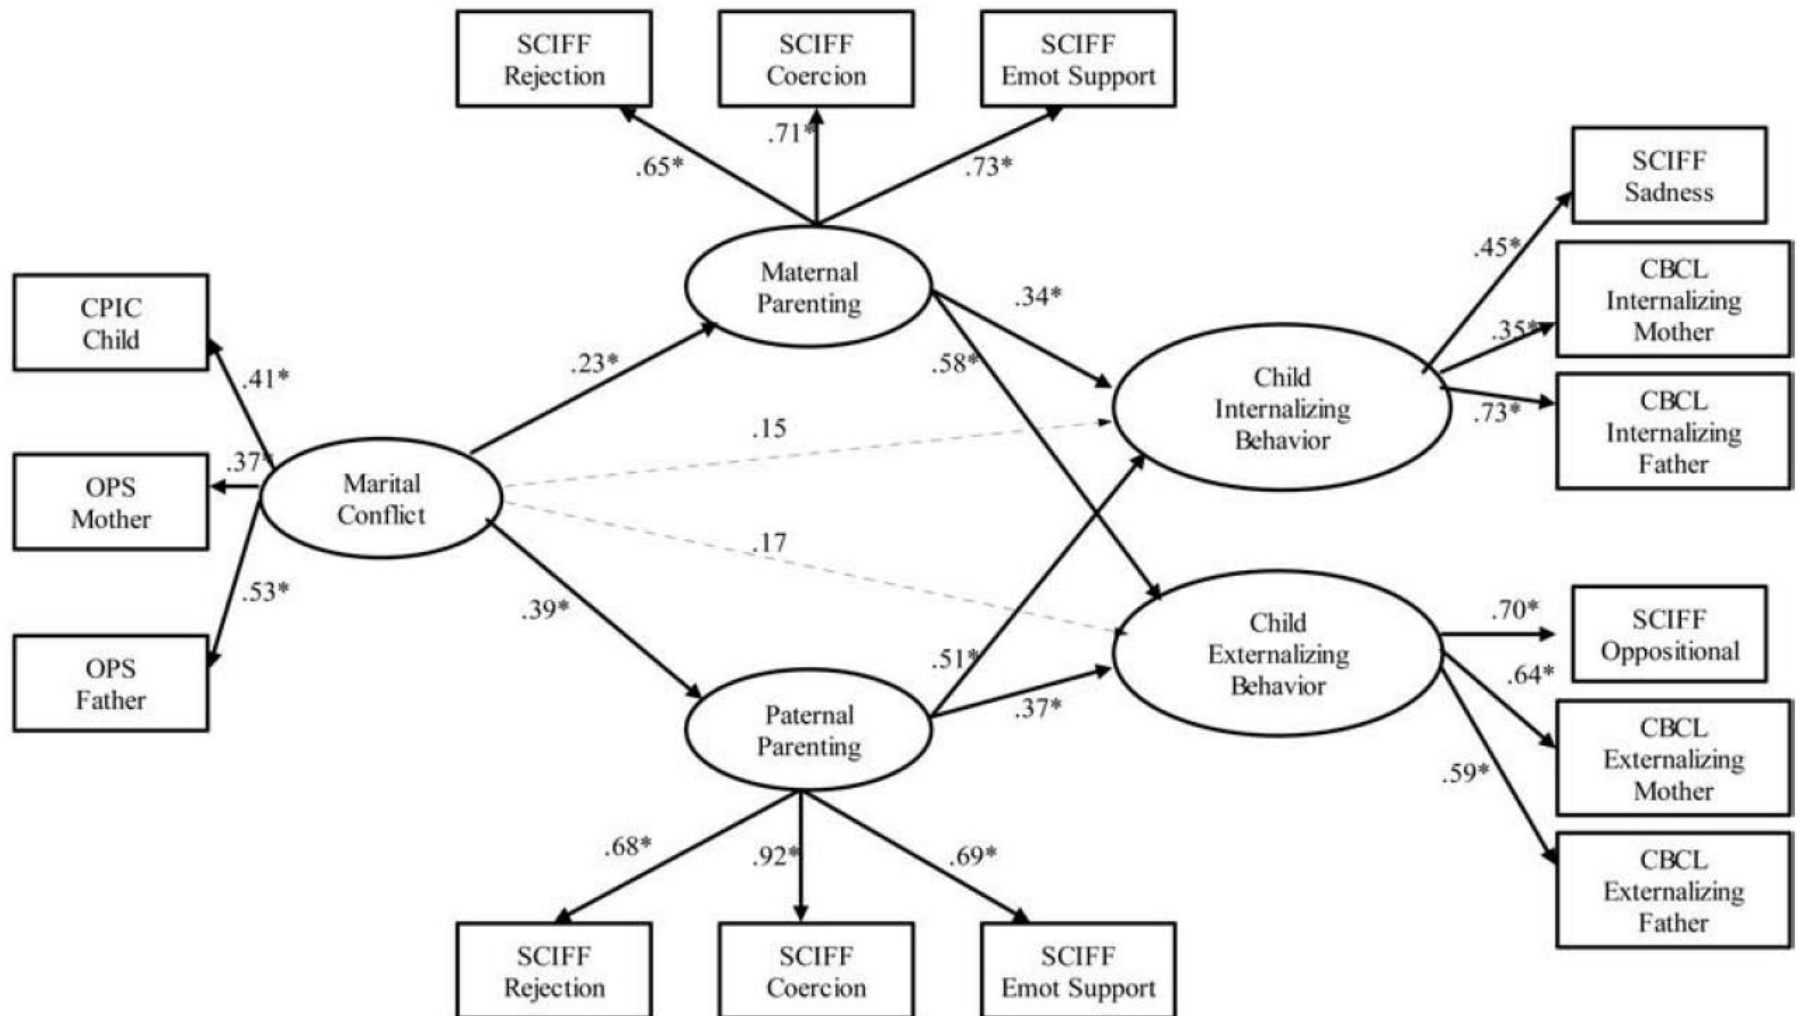 SCIFF
Rejection
SCIFF
Coercion
SCIFF
Emot Support
.65*
.71*
.73*
SCIFF
Sadness
Maternal
Parenting
.45*
CBCL
Internalizing
Mother
CPIC
Child
.34*
.35*
.41*
.23*
.58*
Child
Internalizing
Behavior
.73*
CBCL
Internalizing
Father
.15
.37*
OPS
Mother
Marital
Conflict
.17
.53*
.39*
Child
Externalizing
Behavior
.70*
SCIFF
Oppositional
OPS
Father
.51*
.64*
.37*
Paternal
Parenting
CBCL
Externalizing
Mother
.59*
.68*
.92*
.69*
CBCL
Externalizing
Father
SCIFF
Rejection
SCIFF
Coercion
SCIFF
Emot Support